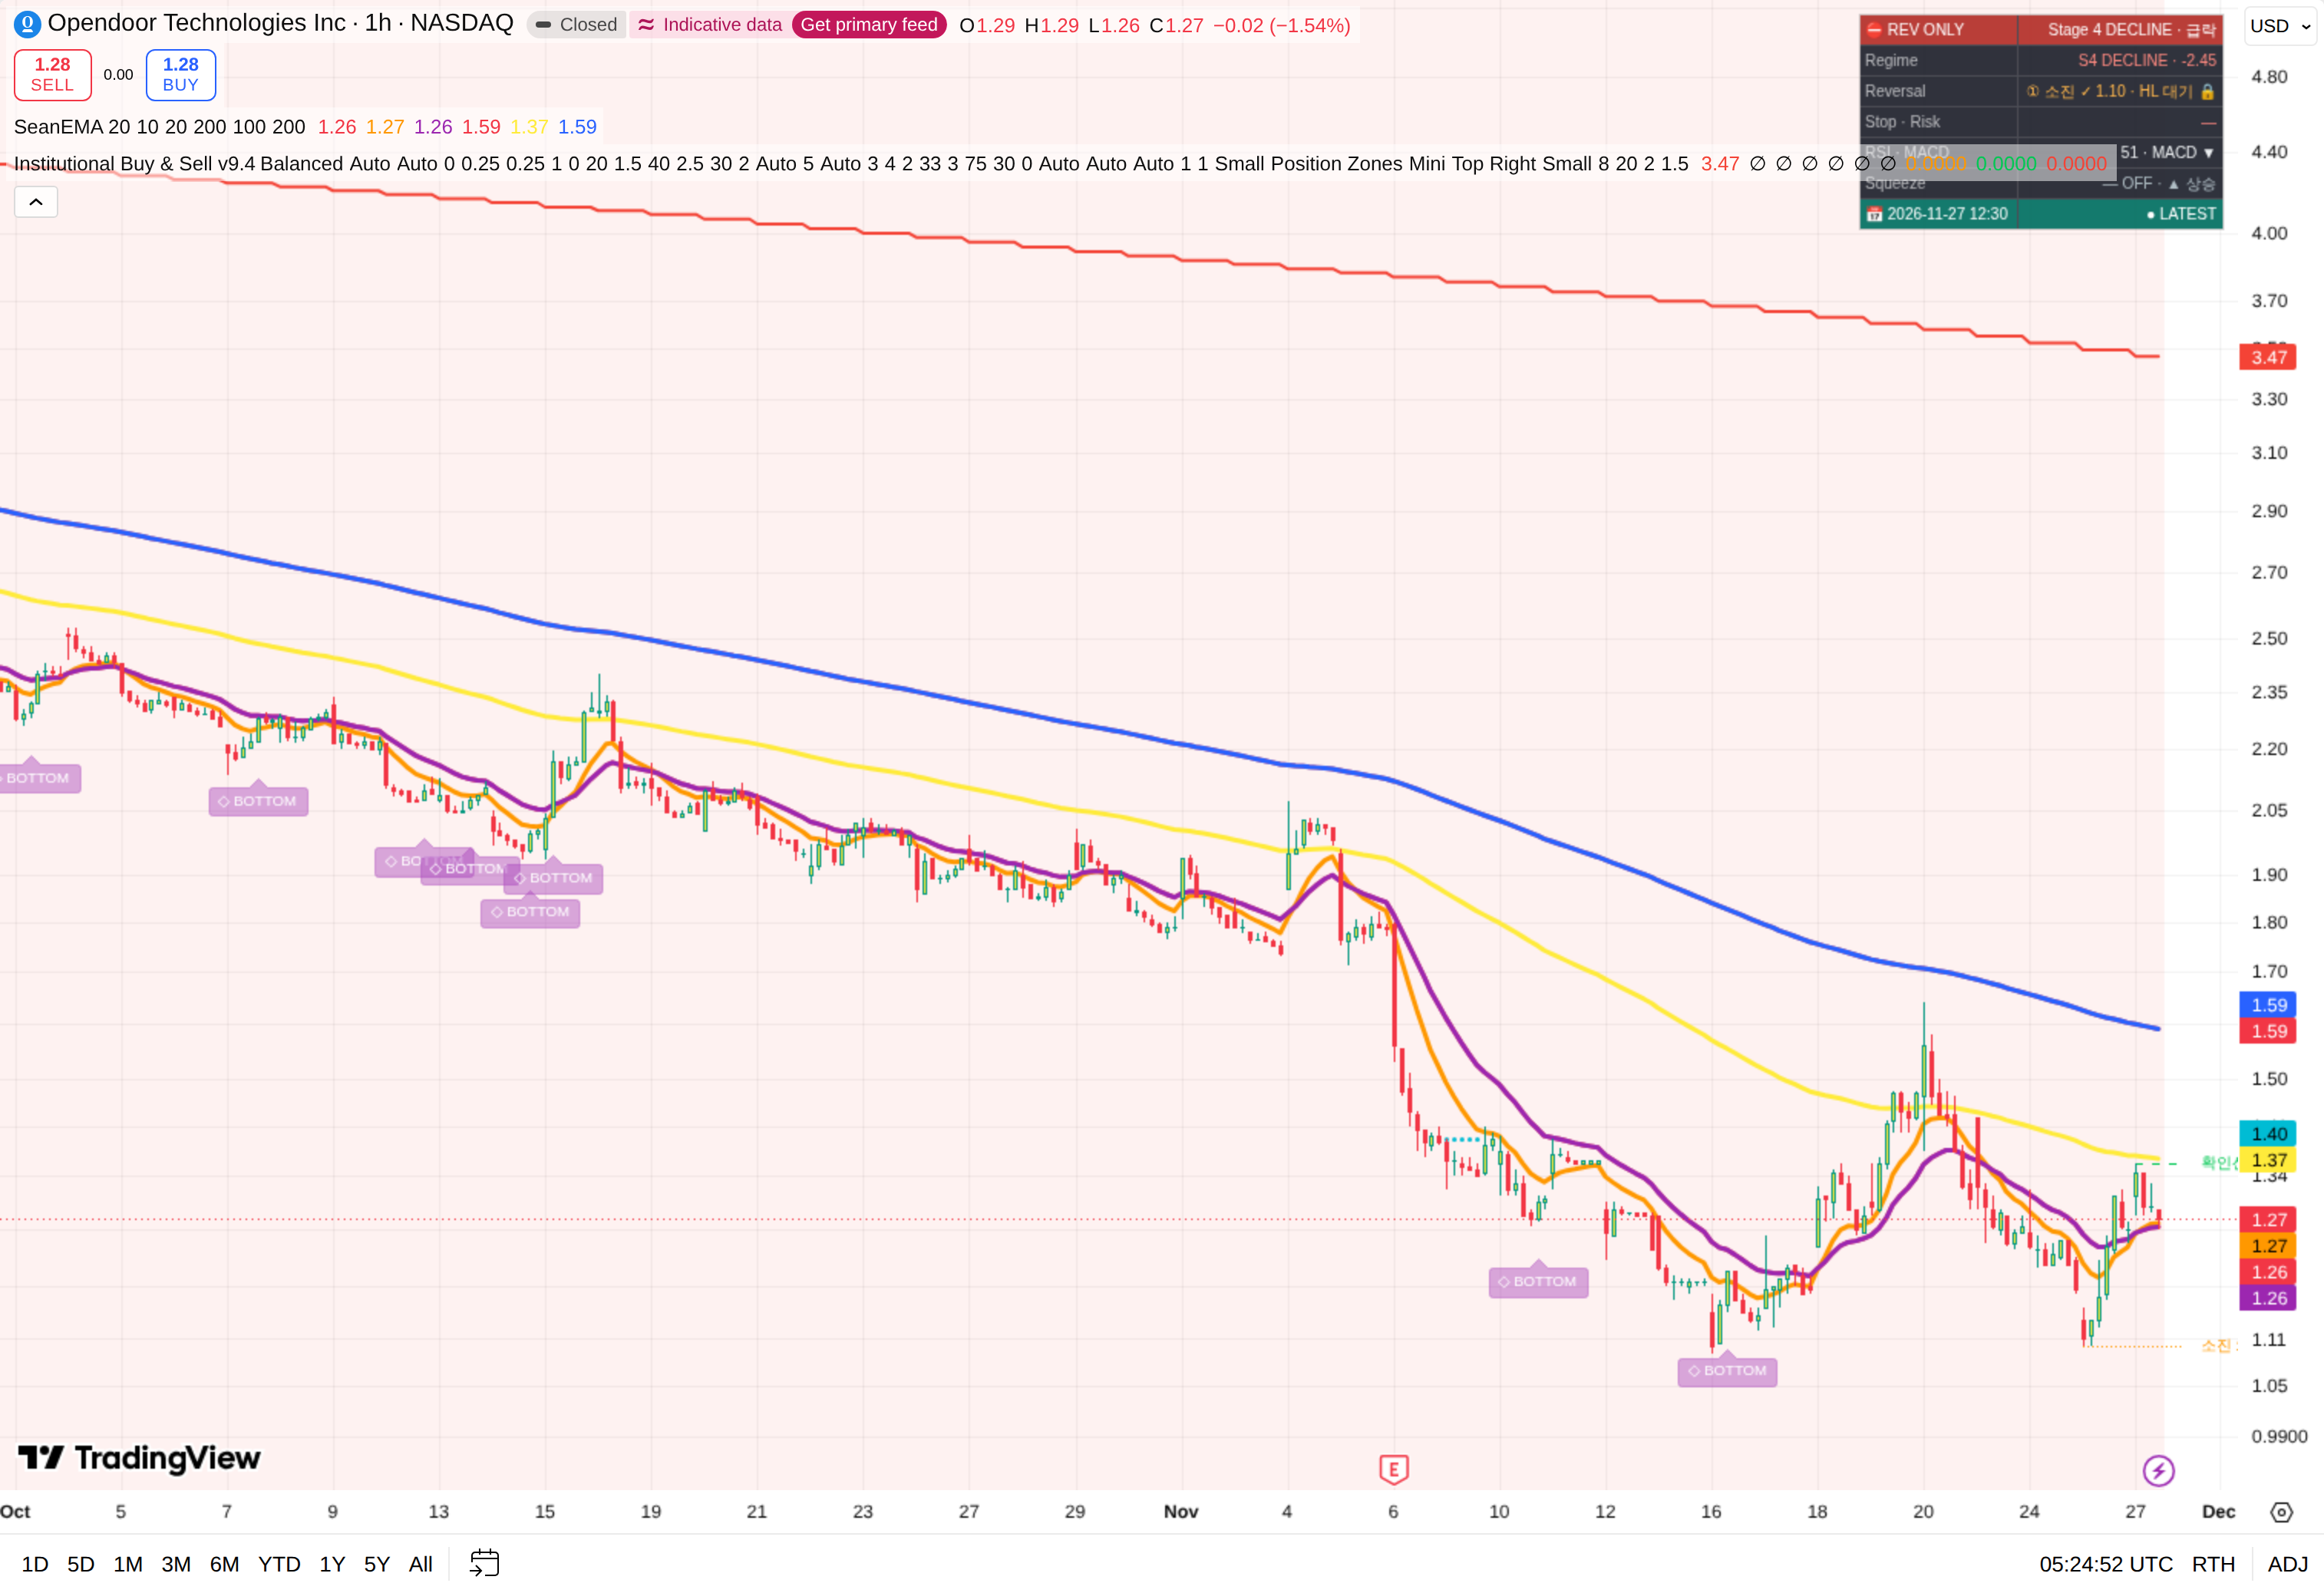 Opendoor Technologies Inc · 1h · NASDAQ Closed Indicative data Get primary feed O1.29 H1.29 L1.26 C1.27 −0.02 (−1.54%)
1.28 SELL 0.00 1.28 BUY
SeanEMA 20 10 20 200 100 200 1.26 1.27 1.26 1.59 1.37 1.59
Institutional Buy & Sell v9.4 Balanced Auto Auto 0 0.25 0.25 1 0 20 1.5 40 2.5 30 2 Auto 5 Auto 3 4 2 33 3 75 30 0 Auto Auto Auto 1 1 Small Position Zones Mini Top Right Small 8 20 2 1.5 3.47 ∅ ∅ ∅ ∅ ∅ ∅ 0.0000 0.0000 0.0000
REV ONLY Stage 4 DECLINE · 급락
Regime S4 DECLINE · -2.45
Reversal ① 소진 ✓ 1.10 · HL 대기 🔒
Stop · Risk —
RSI · MACD 51 · MACD ▼
Squeeze — OFF · ▲ 상승
2026-11-27 12:30 ● LATEST
USD
4.80
4.40
4.00
3.70
3.47
3.30
3.10
2.90
2.70
2.50
2.35
2.20
2.05
1.90
1.80
1.70
1.59
1.59
1.50
1.40
1.37
1.34
1.27
1.27
1.26
1.26
1.11
1.05
0.9900
◇ BOTTOM
◇ BOTTOM
◇ BOTTOM
◇ BOTTOM
◇ BOTTOM
◇ BOTTOM
◇ BOTTOM
소진
E
TradingView
Oct 5 7 9 13 15 19 21 23 27 29 Nov 4 6 10 12 16 18 20 24 27 Dec
1D 5D 1M 3M 6M YTD 1Y 5Y All 05:24:52 UTC RTH ADJ